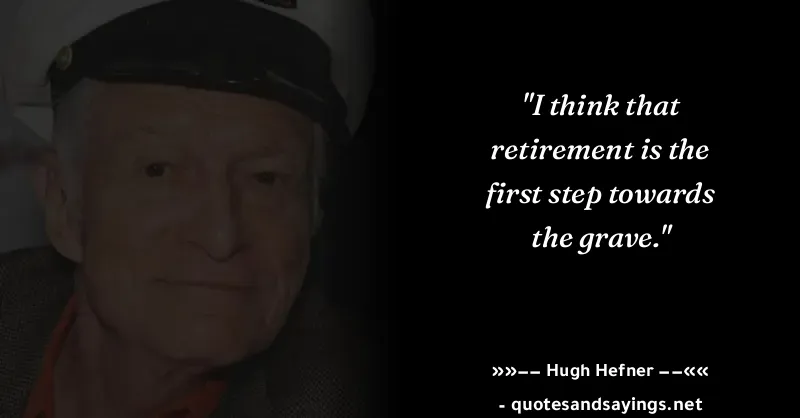 "I think that
retirement is the
first step towards
the grave."
»»–– Hugh Hefner ––««
- quotesandsayings.net